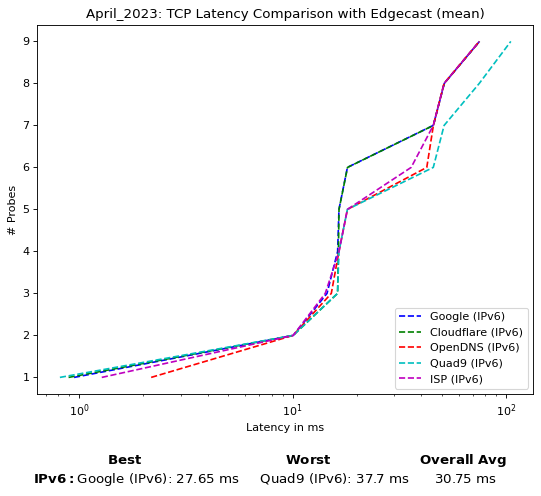 April_2023: TCP Latency Comparison with Edgecast (mean)
# Probes
9
8
7
6
5
4
3
2
1
10⁰ 10¹ 10²
Latency in ms
Google (IPv6)
Cloudflare (IPv6)
OpenDNS (IPv6)
Quad9 (IPv6)
ISP (IPv6)
Best Worst Overall Avg
IPv6: Google (IPv6): 27.65 ms Quad9 (IPv6): 37.7 ms 30.75 ms